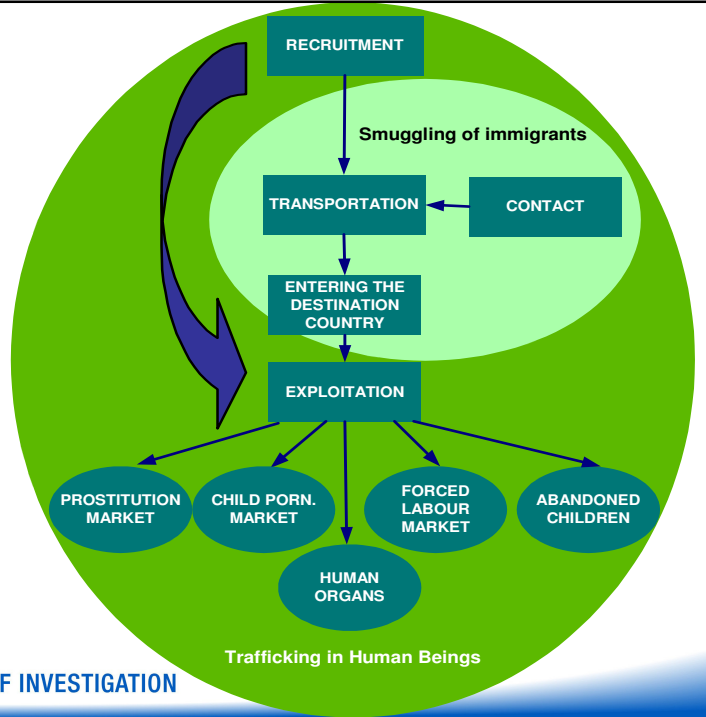 RECRUITMENT
Smuggling of immigrants
TRANSPORTATION
CONTACT
ENTERING THE
DESTINATION
COUNTRY
EXPLOITATION
PROSTITUTION
MARKET
CHILD PORN.
MARKET
FORCED
LABOUR
MARKET
ABANDONED
CHILDREN
HUMAN
ORGANS
Trafficking in Human Beings
F INVESTIGATION